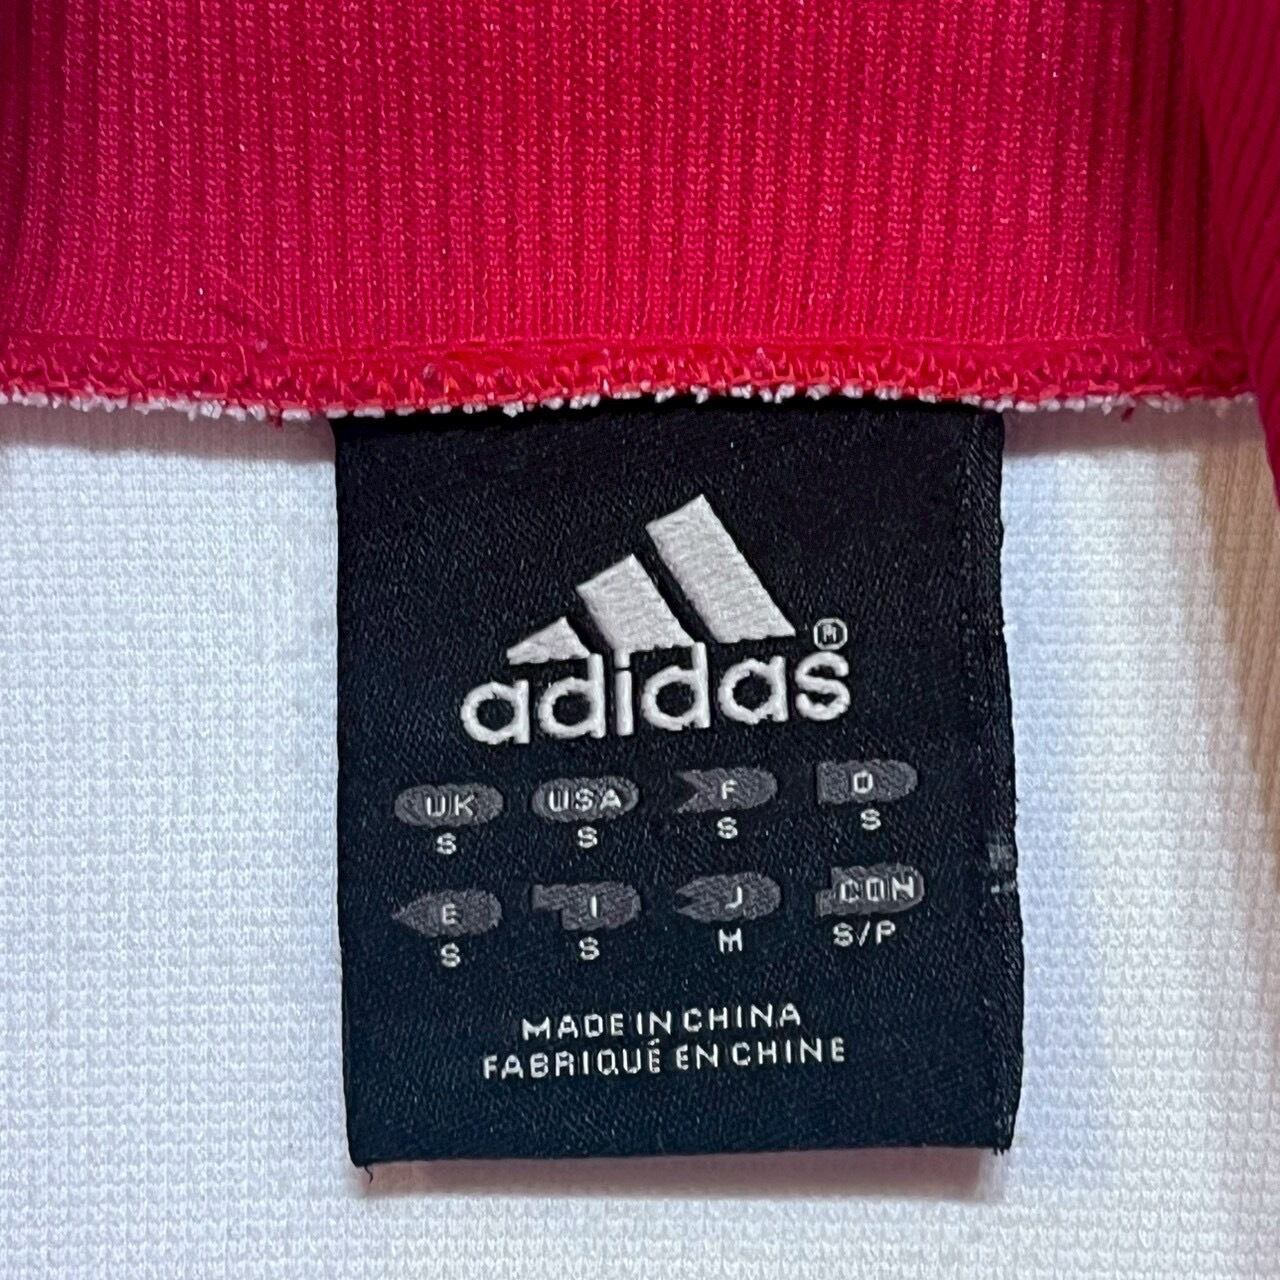 adidas
UK USA F D
S S S S
E I J CON
S S M S/P
MADE IN CHINA
FABRIQUÉ EN CHINE